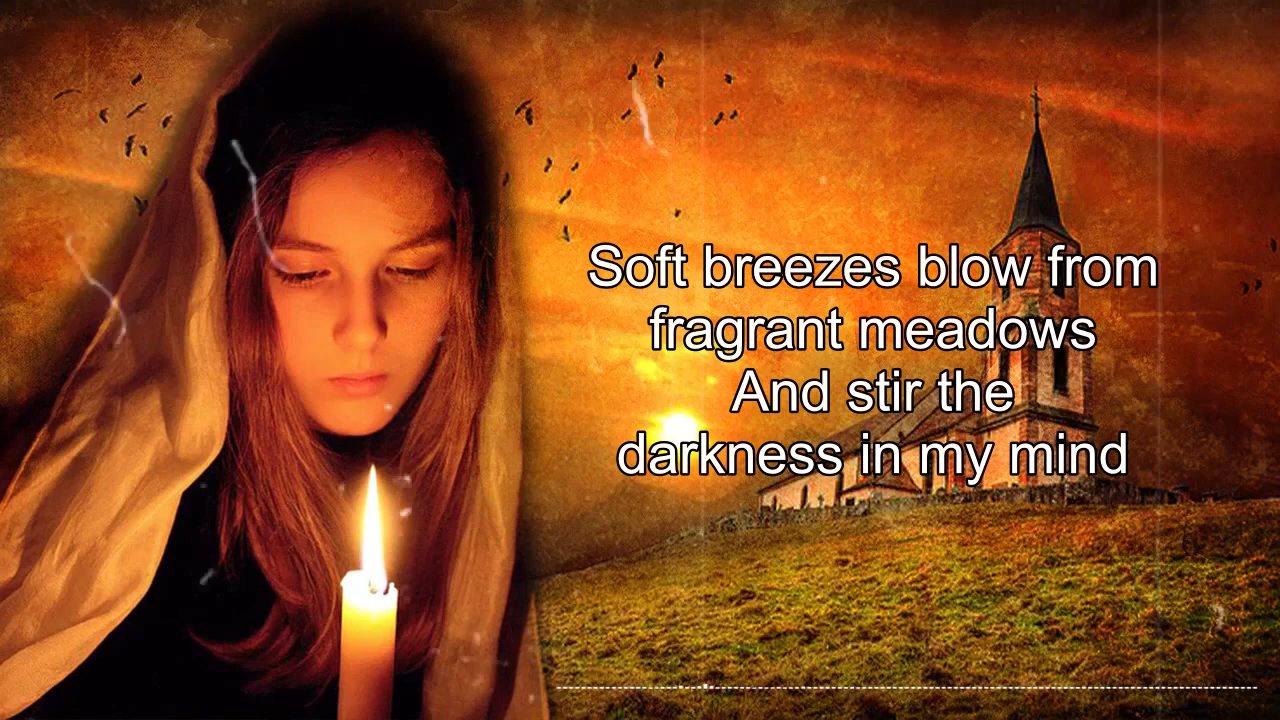 Soft breezes blow from
fragrant meadows
And stir the
darkness in my mind